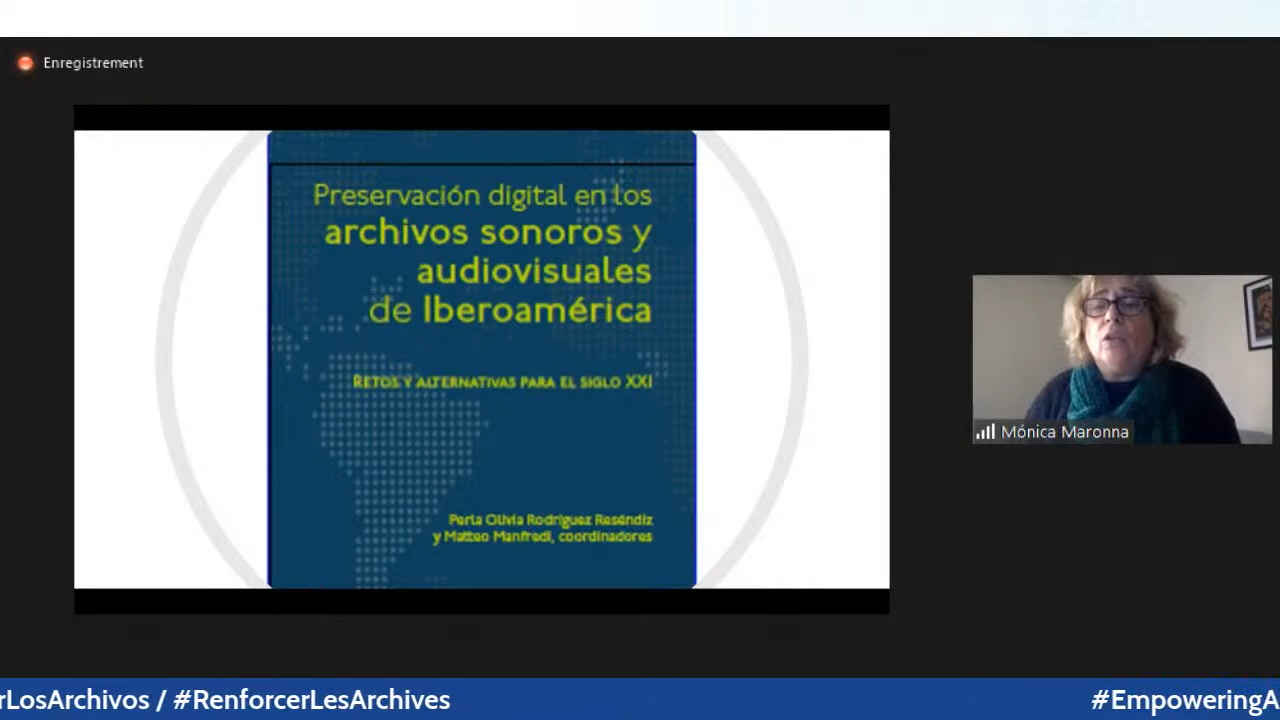 Enregistrement
Preservación digital en los
archivos sonoros y
audiovisuales
de Iberoamérica
RETOS Y ALTERNATIVAS PARA EL SIGLO XXI
Perla Olivia Rodríguez Reséndiz
y Matteo Manfredi, coordinadores
Mónica Maronna
rLosArchivos / #RenforcerLesArchives
#EmpoweringA